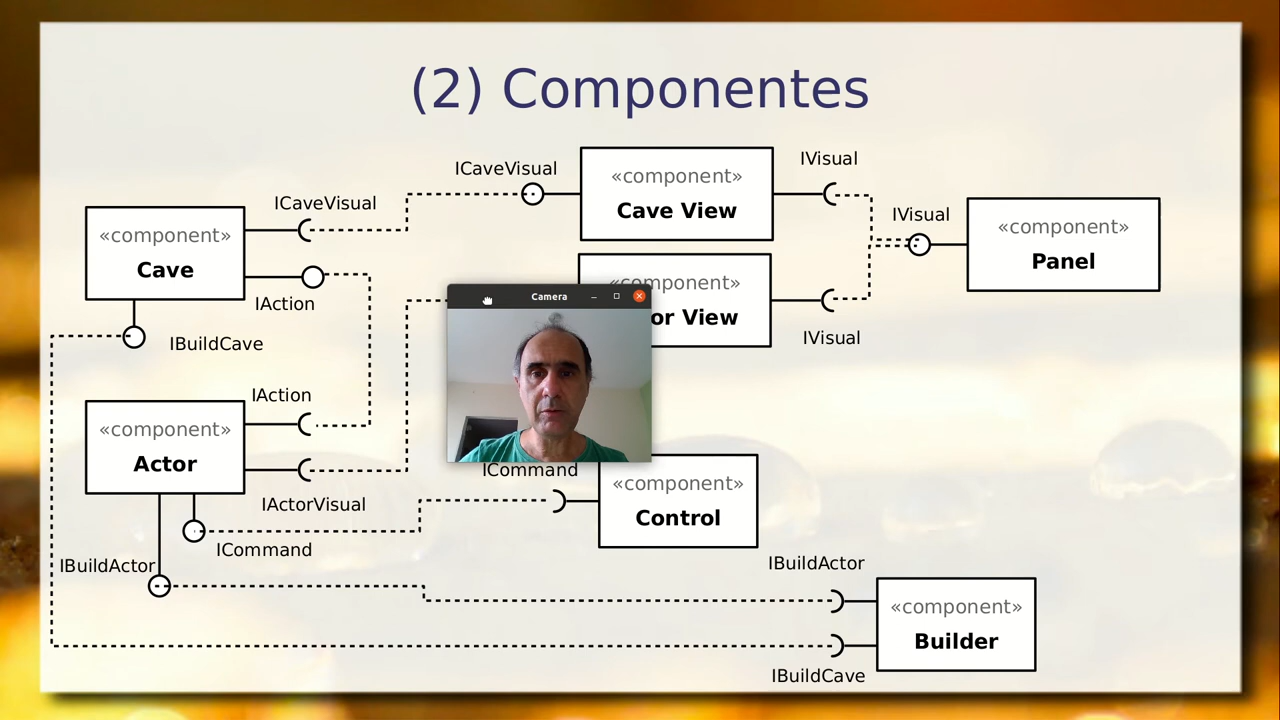 (2) Componentes
ICaveVisual
IVisual
«component»
Cave View
ICaveVisual
IVisual
«component»
Cave
«component»
Panel
IAction
«component»
or View
Camera
IBuildCave
IVisual
IAction
«component»
Actor
ICommand
«component»
Control
IActorVisual
ICommand
IBuildActor
IBuildActor
«component»
Builder
IBuildCave